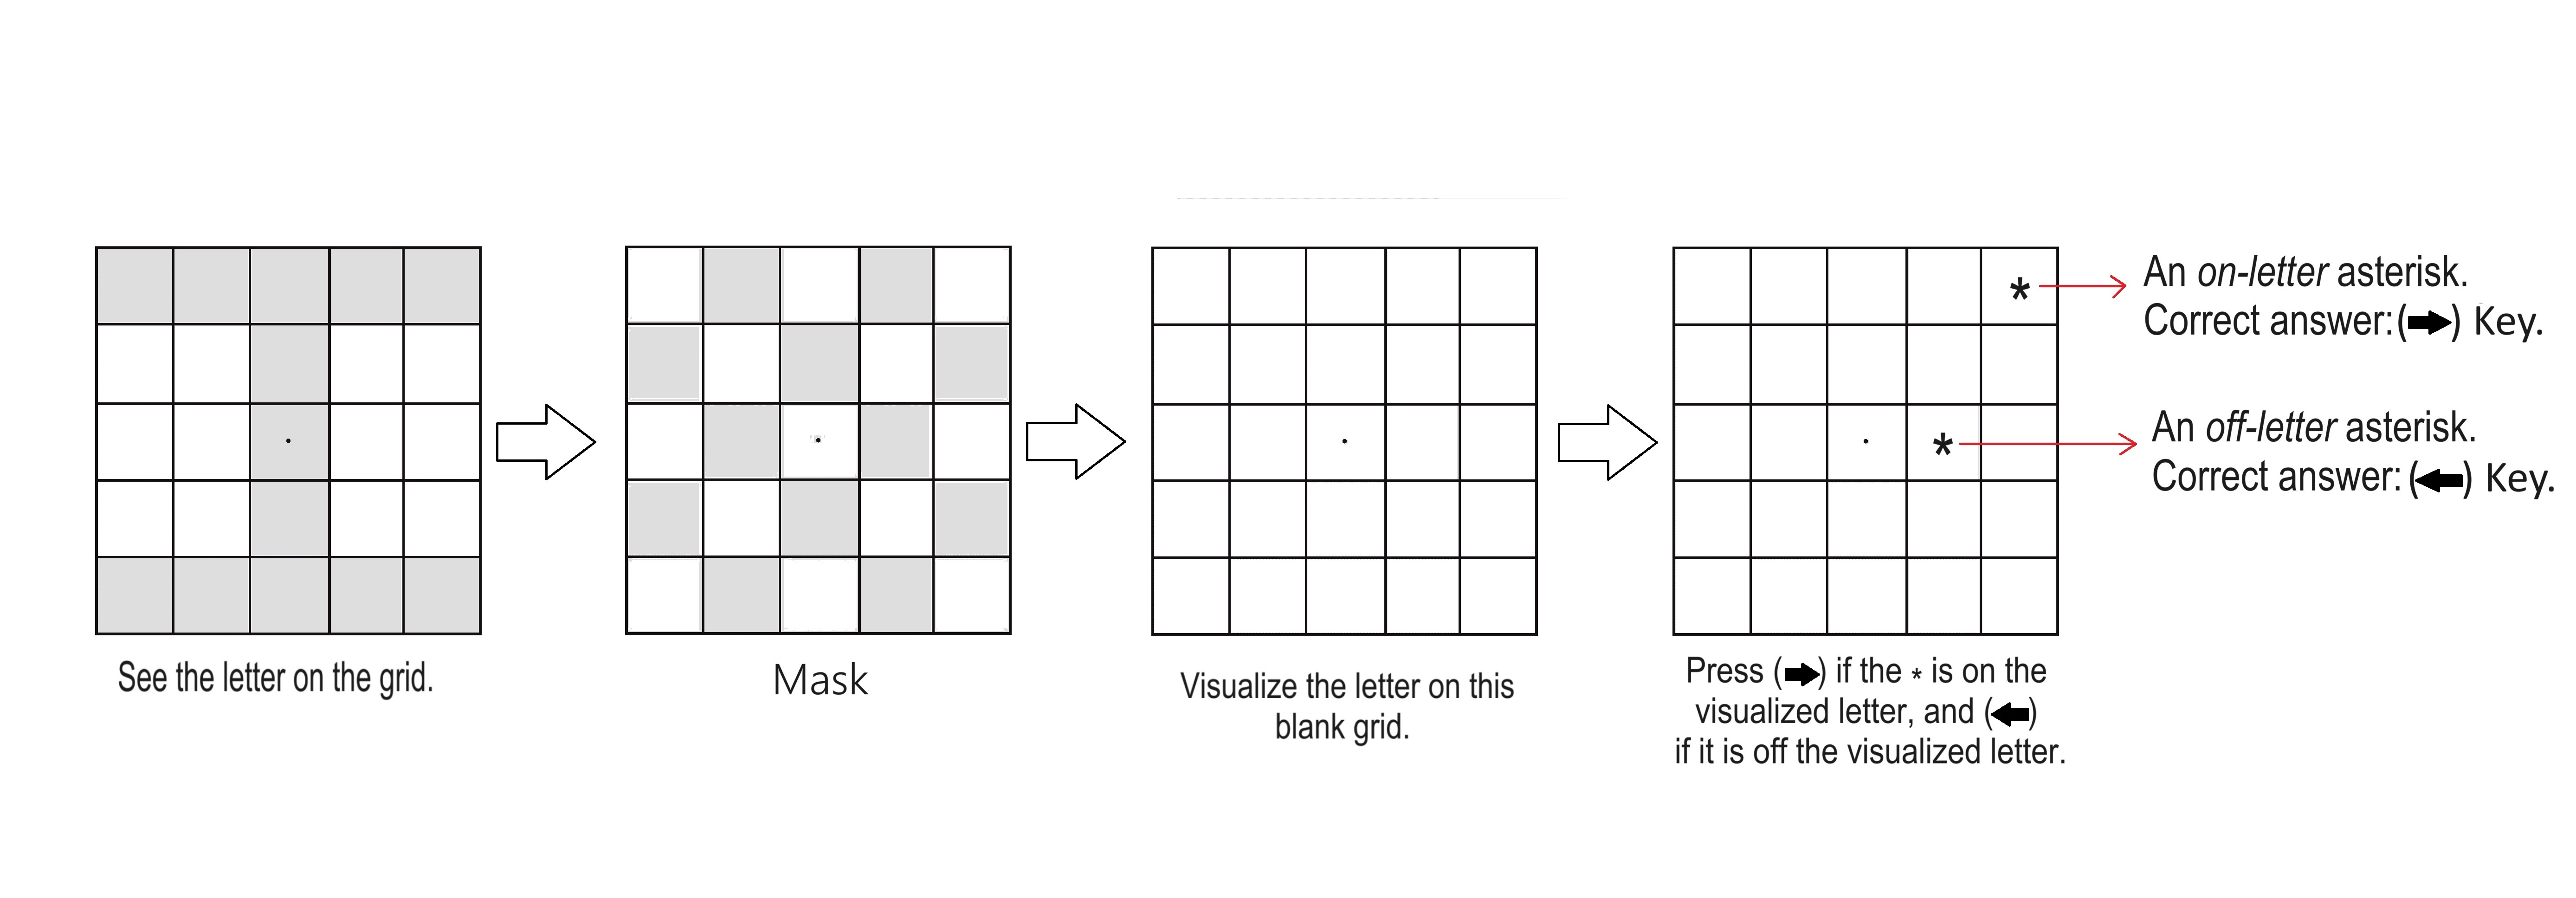 See the letter on the grid.
Mask
Visualize the letter on this
blank grid.
*
*
Press (➡) if the * is on the
visualized letter, and (⬅)
if it is off the visualized letter.
An on-letter asterisk.
Correct answer:(➡) Key.
An off-letter asterisk.
Correct answer: (⬅) Key.